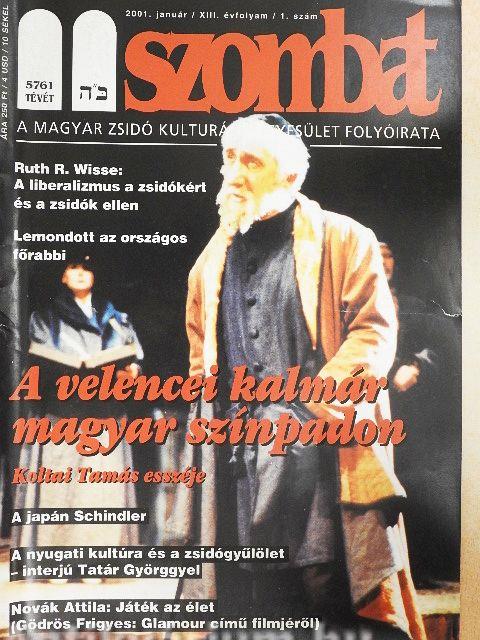 2001. január / XIII. évfolyam / 1. szám
ÁRA 250 Ft / 4 USD / 10 SEKEL
5761
TÉVÉT
ב"ה
szombat
A MAGYAR ZSIDÓ KULTURÁLIS EGYESÜLET FOLYÓIRATA
Ruth R. Wisse:
A liberalizmus a zsidókért
és a zsidók ellen
Lemondott az országos
főrabbi
A velencei kalmár
magyar színpadon
Koltai Tamás esszéje
A japán Schindler
A nyugati kultúra és a zsidógyűlölet
– interjú Tatár Györggyel
Novák Attila: Játék az élet
(Gödrös Frigyes: Glamour című filmjéről)